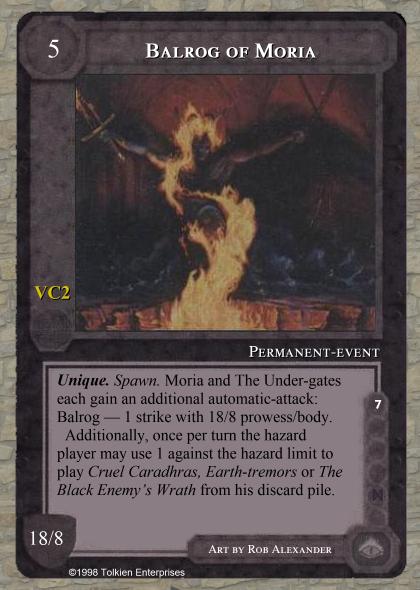 5
BALROG OF MORIA
VC2
PERMANENT-EVENT
Unique. Spawn. Moria and The Under-gates
each gain an additional automatic-attack:
Balrog — 1 strike with 18/8 prowess/body.
Additionally, once per turn the hazard
player may use 1 against the hazard limit to
play Cruel Caradhras, Earth-tremors or The
Black Enemy's Wrath from his discard pile.
7
N
18/8
ART BY ROB ALEXANDER
©1998 Tolkien Enterprises